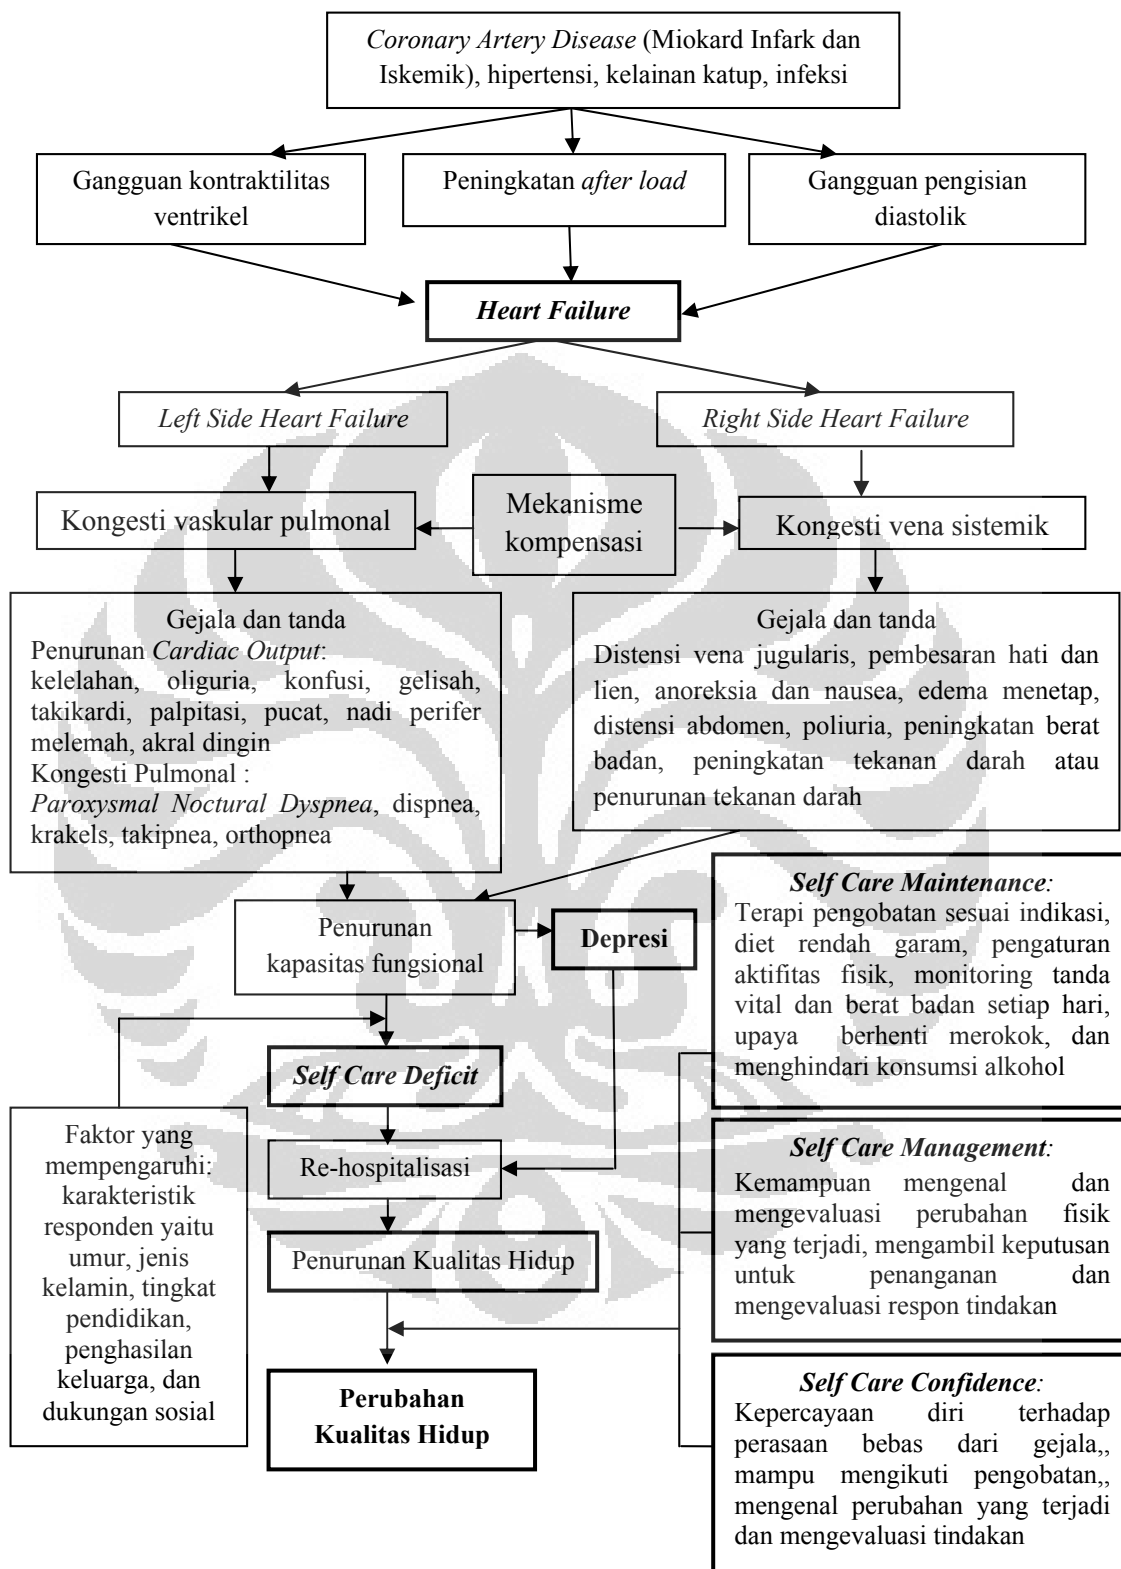 Coronary Artery Disease (Miokard Infark dan
Iskemik), hipertensi, kelainan katup, infeksi
Gangguan kontraktilitas
ventrikel
Peningkatan after load
Gangguan pengisian
diastolik
Heart Failure
Left Side Heart Failure
Right Side Heart Failure
Kongesti vaskular pulmonal
Mekanisme
kompensasi
Kongesti vena sistemik
Gejala dan tanda
Penurunan Cardiac Output:
kelelahan, oliguria, konfusi, gelisah,
takikardi, palpitasi, pucat, nadi perifer
melemah, akral dingin
Kongesti Pulmonal :
Paroxysmal Noctural Dyspnea, dispnea,
krakels, takipnea, orthopnea
Gejala dan tanda
Distensi vena jugularis, pembesaran hati dan
lien, anoreksia dan nausea, edema menetap,
distensi abdomen, poliuria, peningkatan berat
badan, peningkatan tekanan darah atau
penurunan tekanan darah
Penurunan
kapasitas fungsional
Depresi
Self Care Maintenance:
Terapi pengobatan sesuai indikasi,
diet rendah garam, pengaturan
aktifitas fisik, monitoring tanda
vital dan berat badan setiap hari,
upaya berhenti merokok, dan
menghindari konsumsi alkohol
Self Care Deficit
Faktor yang
mempengaruhi:
karakteristik
responden yaitu
umur, jenis
kelamin, tingkat
pendidikan,
penghasilan
keluarga, dan
dukungan sosial
Re-hospitalisasi
Self Care Management:
Kemampuan mengenal dan
mengevaluasi perubahan fisik
yang terjadi, mengambil keputusan
untuk penanganan dan
mengevaluasi respon tindakan
Penurunan Kualitas Hidup
Perubahan
Kualitas Hidup
Self Care Confidence:
Kepercayaan diri terhadap
perasaan bebas dari gejala,,
mampu mengikuti pengobatan,,
mengenal perubahan yang terjadi
dan mengevaluasi tindakan